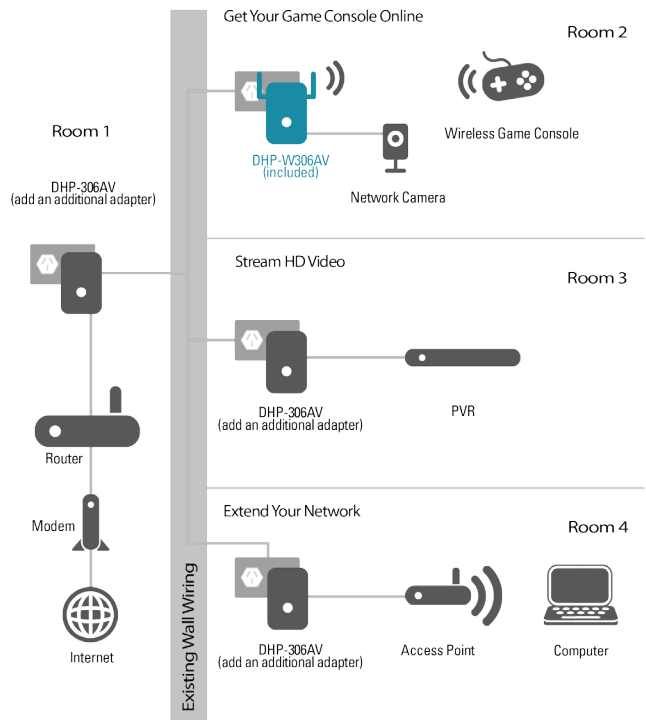 Room 1
DHP-306AV
(add an additional adapter)
Router
Modem
Internet
Existing Wall Wiring
Get Your Game Console Online
Room 2
DHP-W306AV
(included)
Network Camera
Wireless Game Console
Stream HD Video
Room 3
DHP-306AV
(add an additional adapter)
PVR
Extend Your Network
Room 4
DHP-306AV
(add an additional adapter)
Access Point
Computer